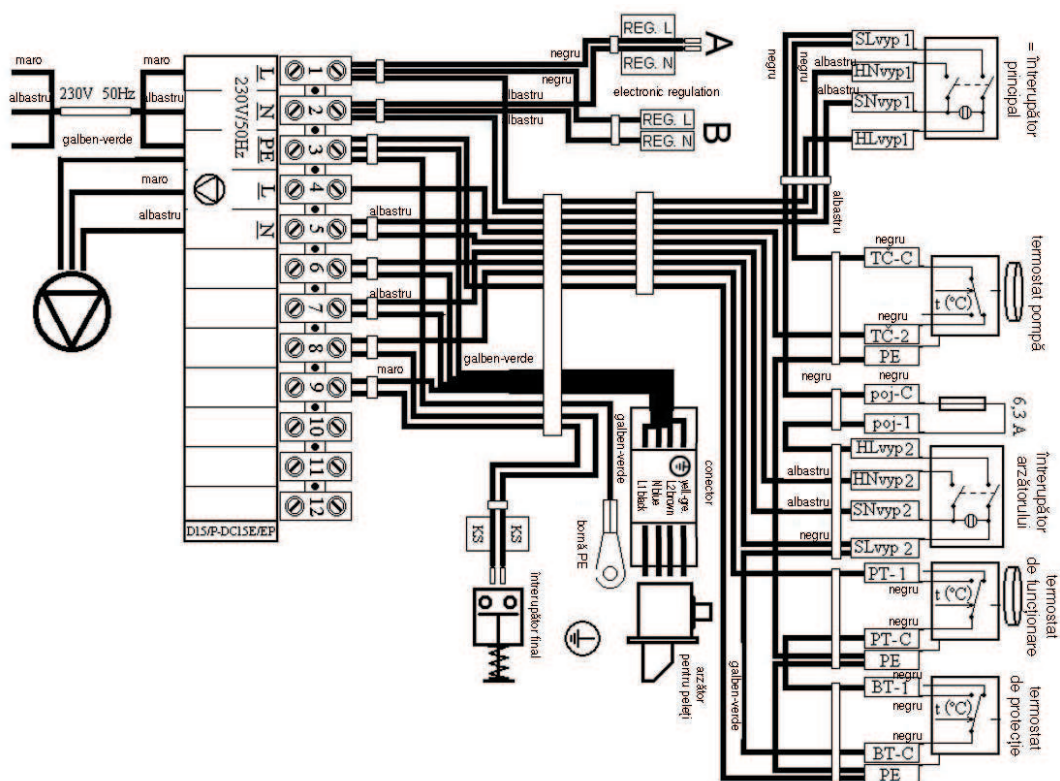 maro
albastru
230V 50Hz
galben-verde
maro
albastru
maro
albastru
L
N
PE
L
N
230V/50Hz
1
2
3
4
5
6
7
8
9
10
11
12
D15/P-DC15E/EP
negru
negru
albastru
albastru
REG. L
REG. N
A
electronic regulation
REG. L
REG. N
B
albastru
albastru
maro
galben-verde
KS
KS
întrerupător final
galben-verde
bornă PE
L1 black
N blue
L2 brown
yell-gre.
conector
arzător
pentru peleți
negru
negru
albastru
albastru
negru
SLvyp 1
HNvyp1
SNvyp1
HLvyp1
= întrerupător
principal
albastru
negru
TČ-C
t (°C)
negru
TČ-2
PE
termostat pompă
negru
negru
poj-C
poj-1
6,3 A
HLvyp 2
albastru
HNvyp 2
albastru
SNvyp 2
negru
SLvyp 2
întrerupător
arzătorului
PT-1
negru
t (°C)
negru
PT-C
PE
termostat
de funcționare
negru
BT-1
negru
t (°C)
negru
BT-C
PE
termostat
de protecție
galben-verde